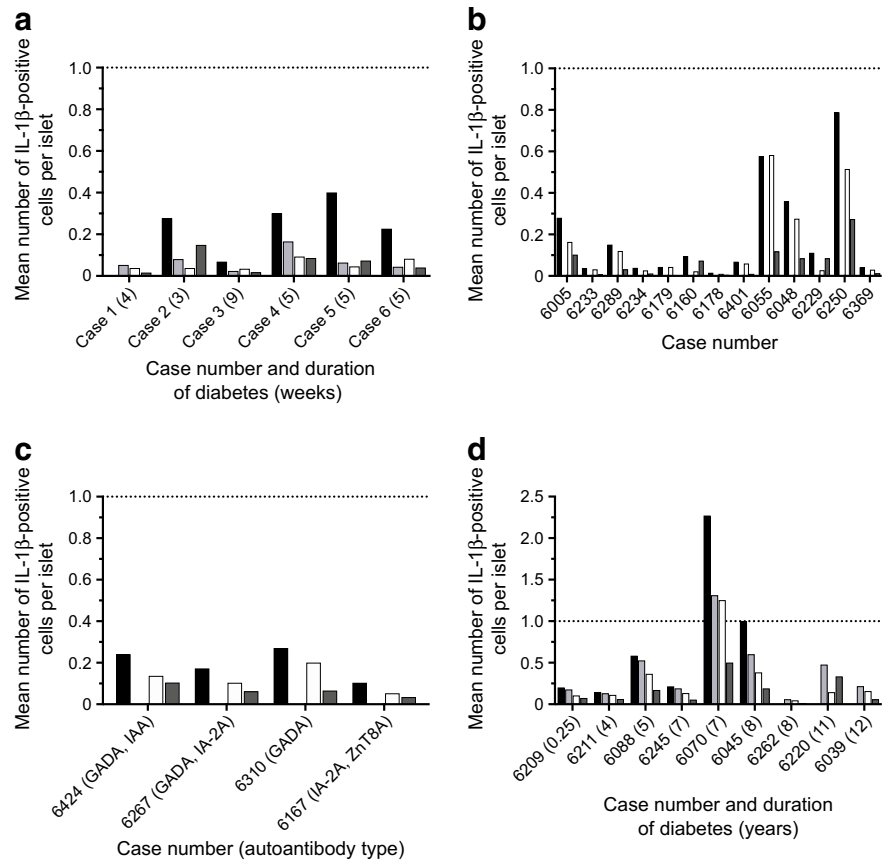 a
Mean number of IL-1β-positive
cells per islet
1.0
0.8
0.6
0.4
0.2
0
Case 1 (4)
Case 2 (3)
Case 3 (9)
Case 4 (5)
Case 5 (5)
Case 6 (5)
Case number and duration
of diabetes (weeks)
b
Mean number of IL-1β-positive
cells per islet
1.0
0.8
0.6
0.4
0.2
0
6005
6233
6289
6234
6179
6160
6178
6401
6055
6048
6229
6250
6369
Case number
c
Mean number of IL-1β-positive
cells per islet
1.0
0.8
0.6
0.4
0.2
0
6424 (GADA, IAA)
6267 (GADA, IA-2A)
6310 (GADA)
6167 (IA-2A, ZnT8A)
Case number (autoantibody type)
d
Mean number of IL-1β-positive
cells per islet
2.5
2.0
1.5
1.0
0.5
0
6209 (0.25)
6211 (4)
6088 (5)
6245 (7)
6070 (7)
6045 (8)
6262 (8)
6220 (11)
6039 (12)
Case number and duration
of diabetes (years)